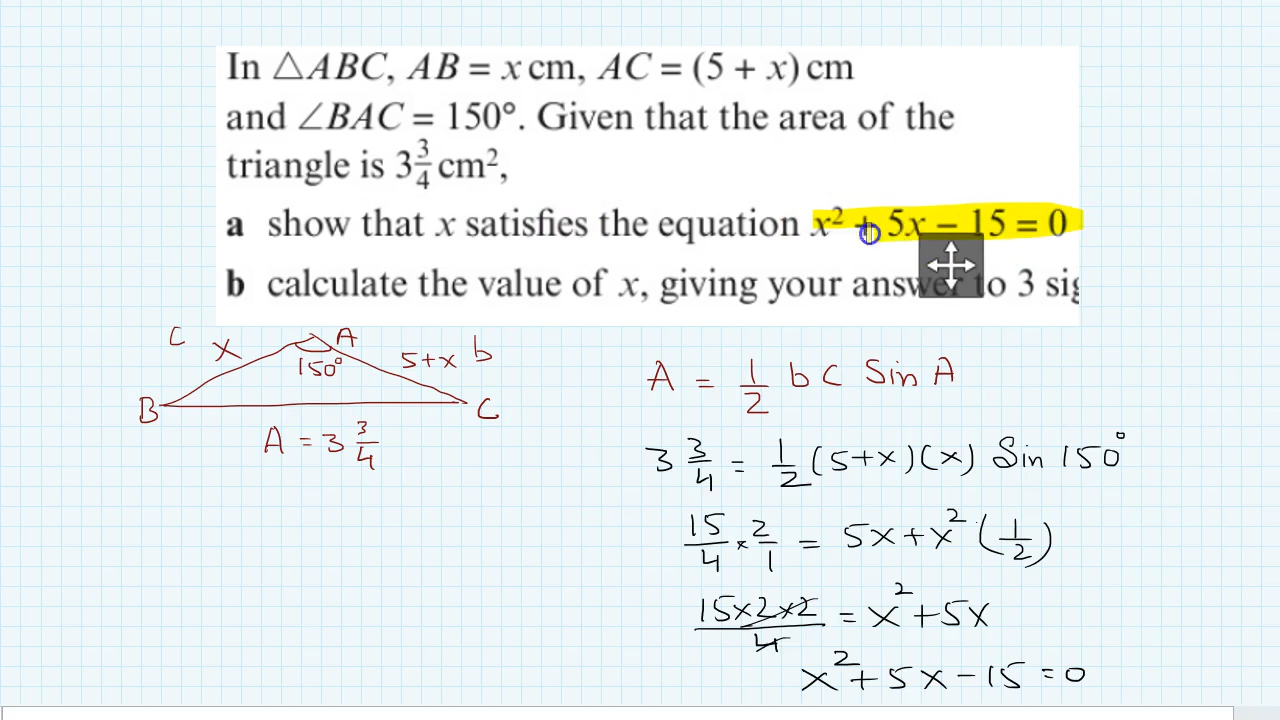 In △ABC, AB = x cm, AC = (5 + x) cm
and ∠BAC = 150°. Given that the area of the
triangle is 3 3/4 cm²,
a show that x satisfies the equation x² + 5x − 15 = 0
b calculate the value of x, giving your answer to 3 sig
c x A 5+x b
150°
B C
A = 3 3/4
A = 1/2 b c Sin A
3 3/4 = 1/2 (5+x)(x) Sin 150°
15/4 × 2/1 = 5x + x² (1/2)
15×2×2/4 = x² + 5x
x² + 5x − 15 = 0